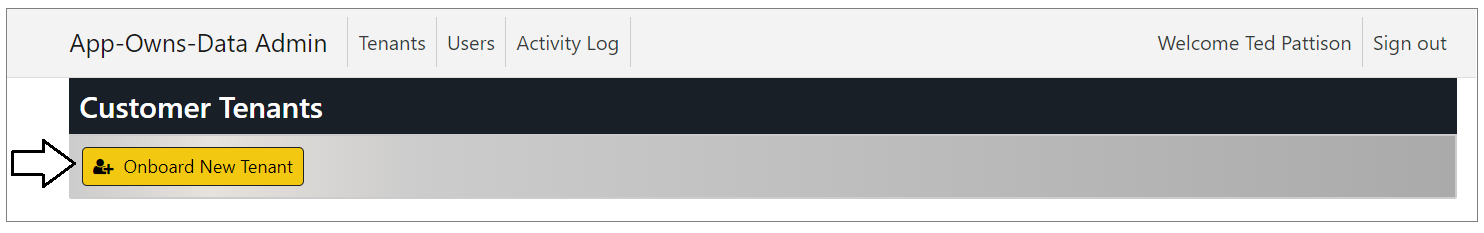 App-Owns-Data Admin Tenants Users Activity Log Welcome Ted Pattison Sign out
Customer Tenants
Onboard New Tenant